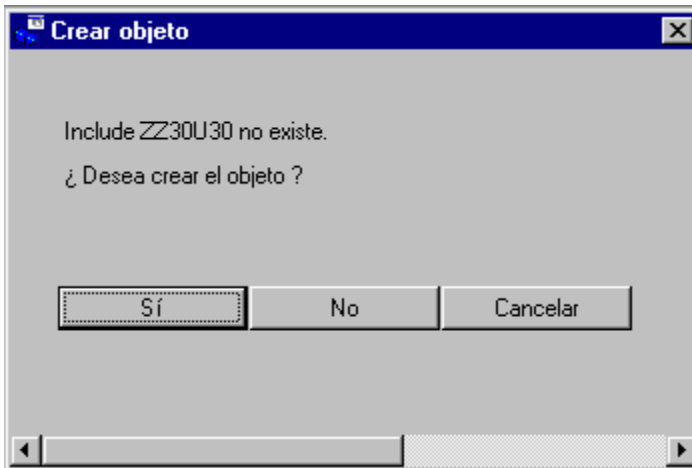 Crear objeto
Include ZZ30U30 no existe.
¿ Desea crear el objeto ?
Sí No Cancelar